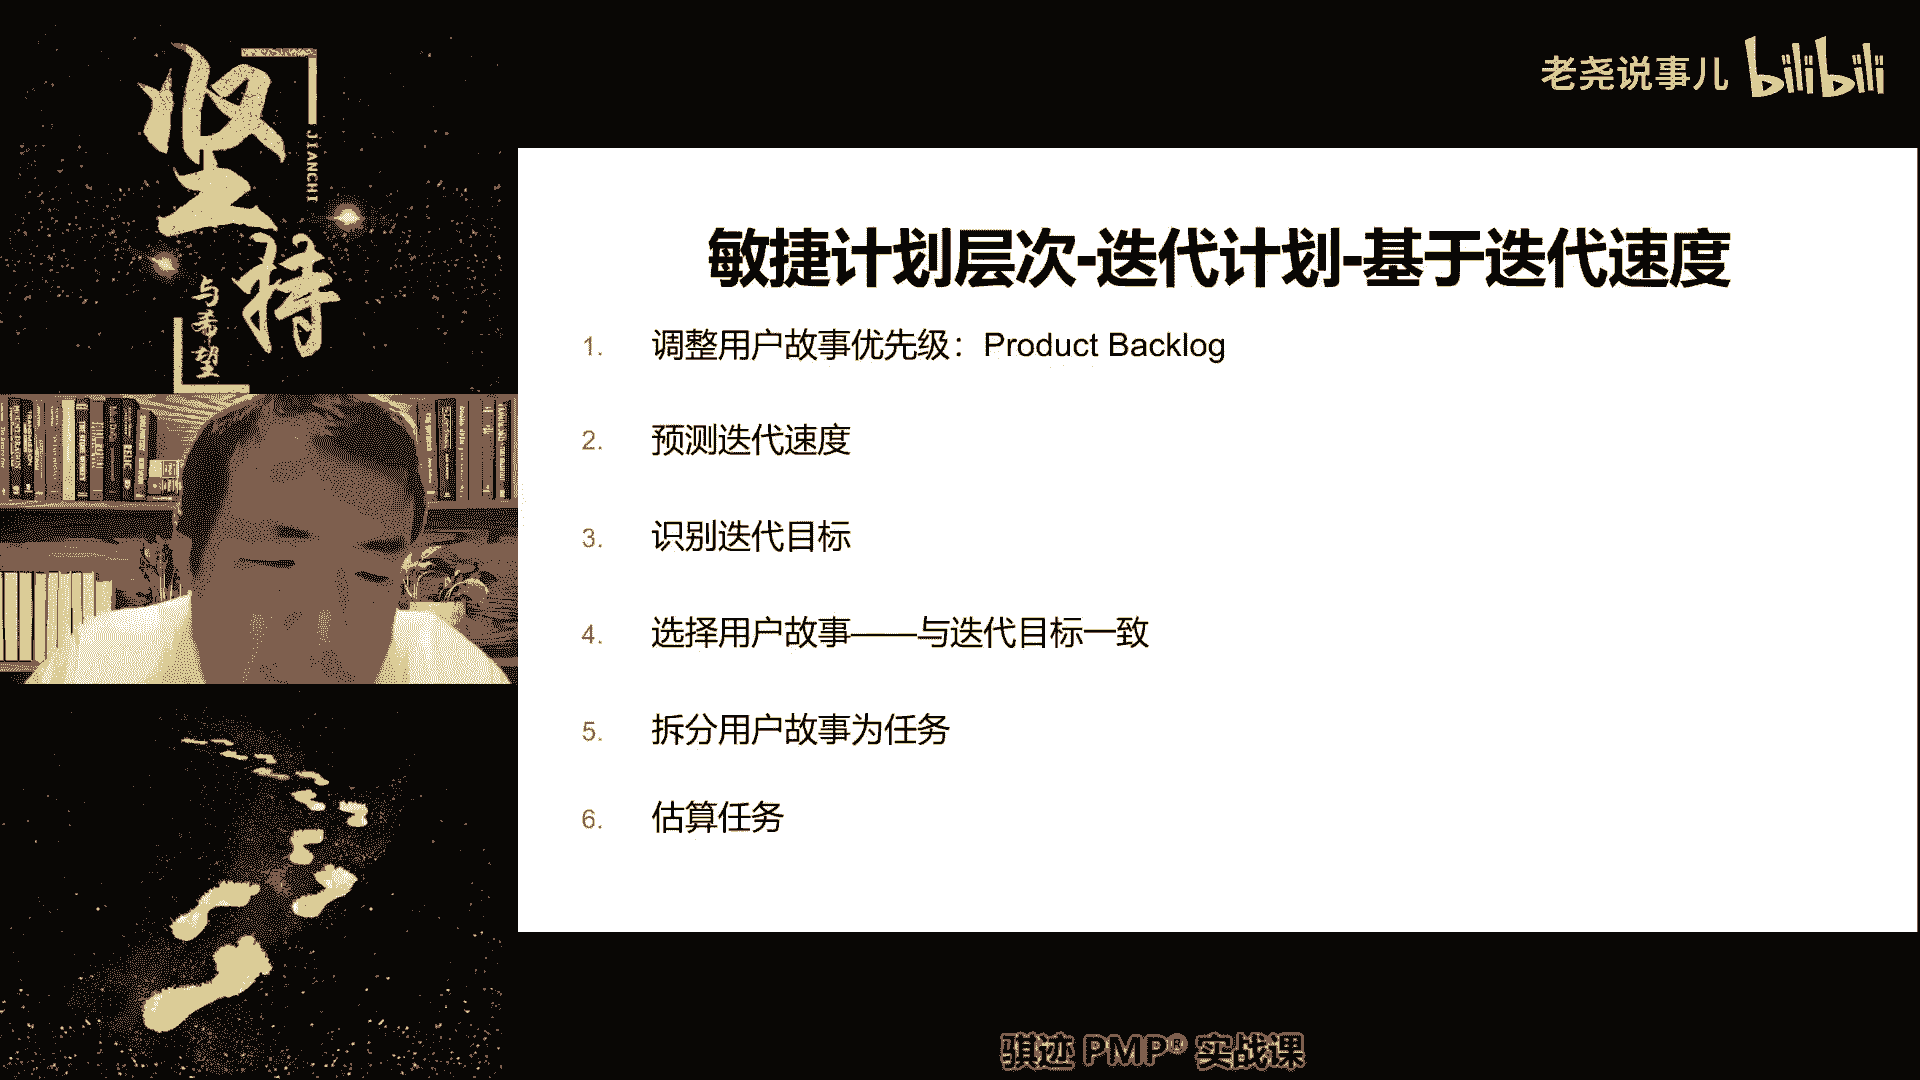 坚持
JIANCHI
与希望
老尧说事儿 bilibili
敏捷计划层次-迭代计划-基于迭代速度
1. 调整用户故事优先级：Product Backlog
2. 预测迭代速度
3. 识别迭代目标
4. 选择用户故事——与迭代目标一致
5. 拆分用户故事为任务
6. 估算任务
骐迹 PMP® 实战课